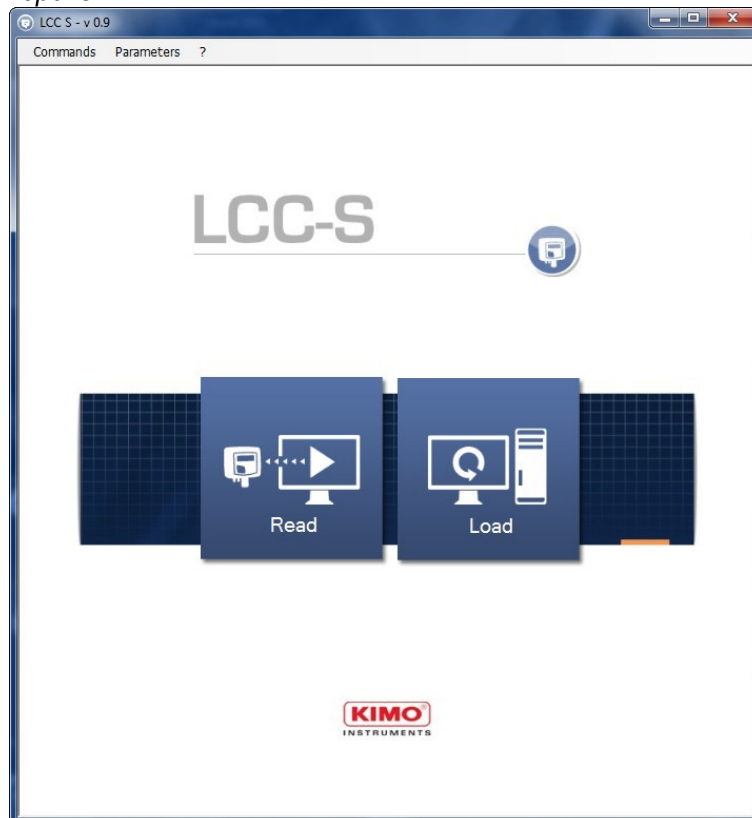 LCC S - v 0.9
Commands Parameters ?
LCC-S
Read Load
KIMO®
INSTRUMENTS